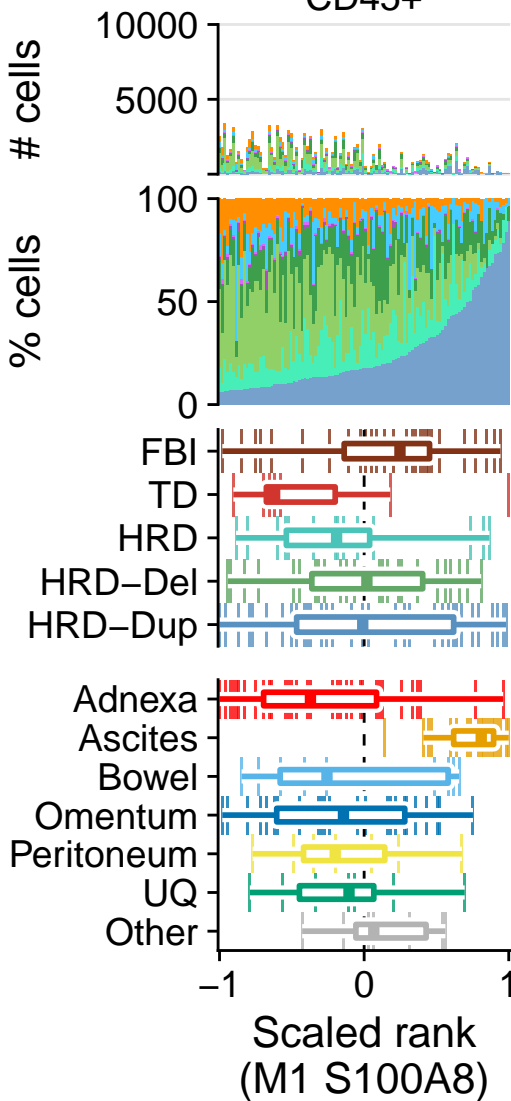 CD45+
10000
5000
# cells
100
50
0
% cells
FBI
TD
HRD
HRD−Del
HRD−Dup
Adnexa
Ascites
Bowel
Omentum
Peritoneum
UQ
Other
−1 0 1
Scaled rank
(M1 S100A8)